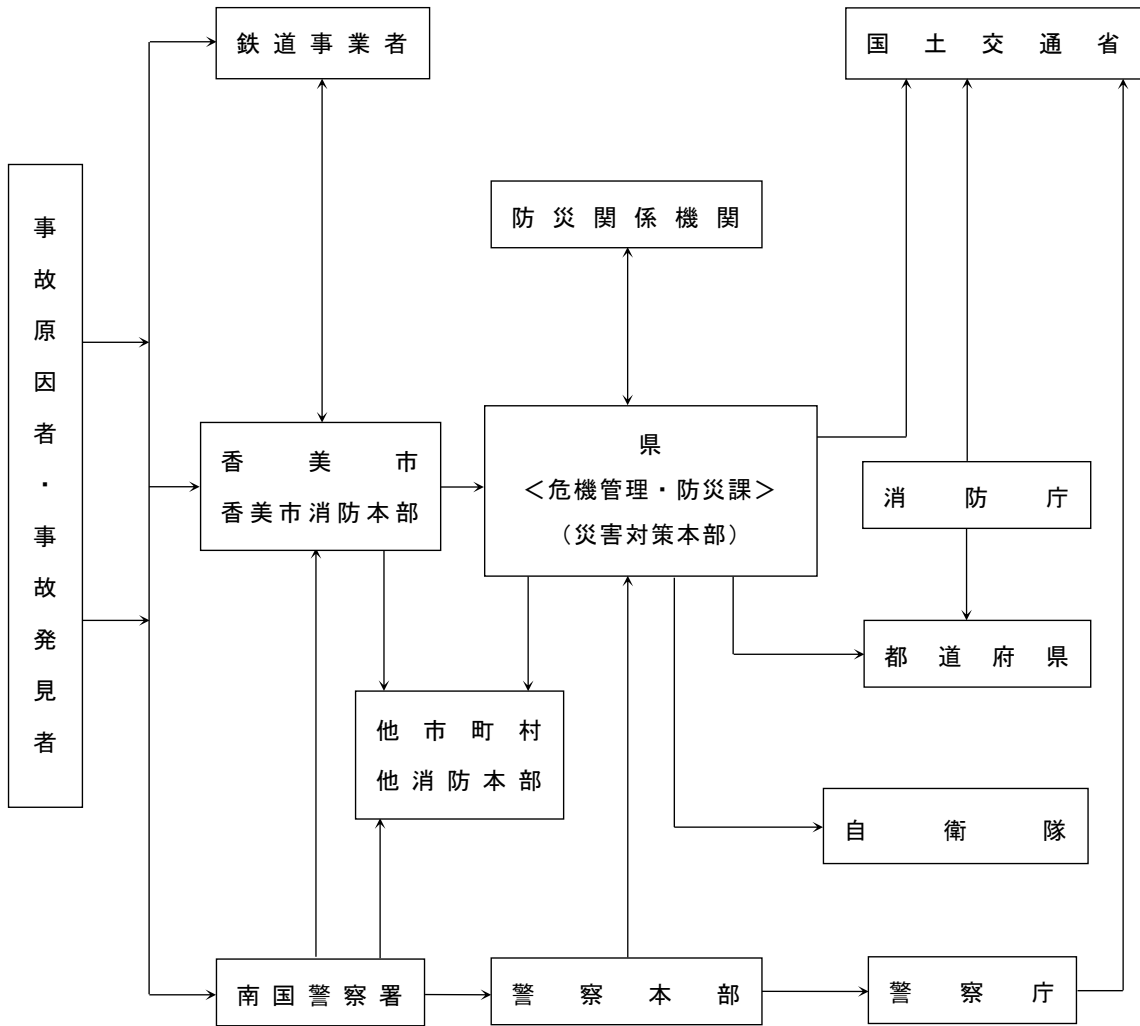 鉄道事業者
国土交通省
事故原因者・事故発見者
防災関係機関
香美市
香美市消防本部
県
＜危機管理・防災課＞
（災害対策本部）
消防庁
都道府県
他市町村
他消防本部
自衛隊
南国警察署
警察本部
警察庁